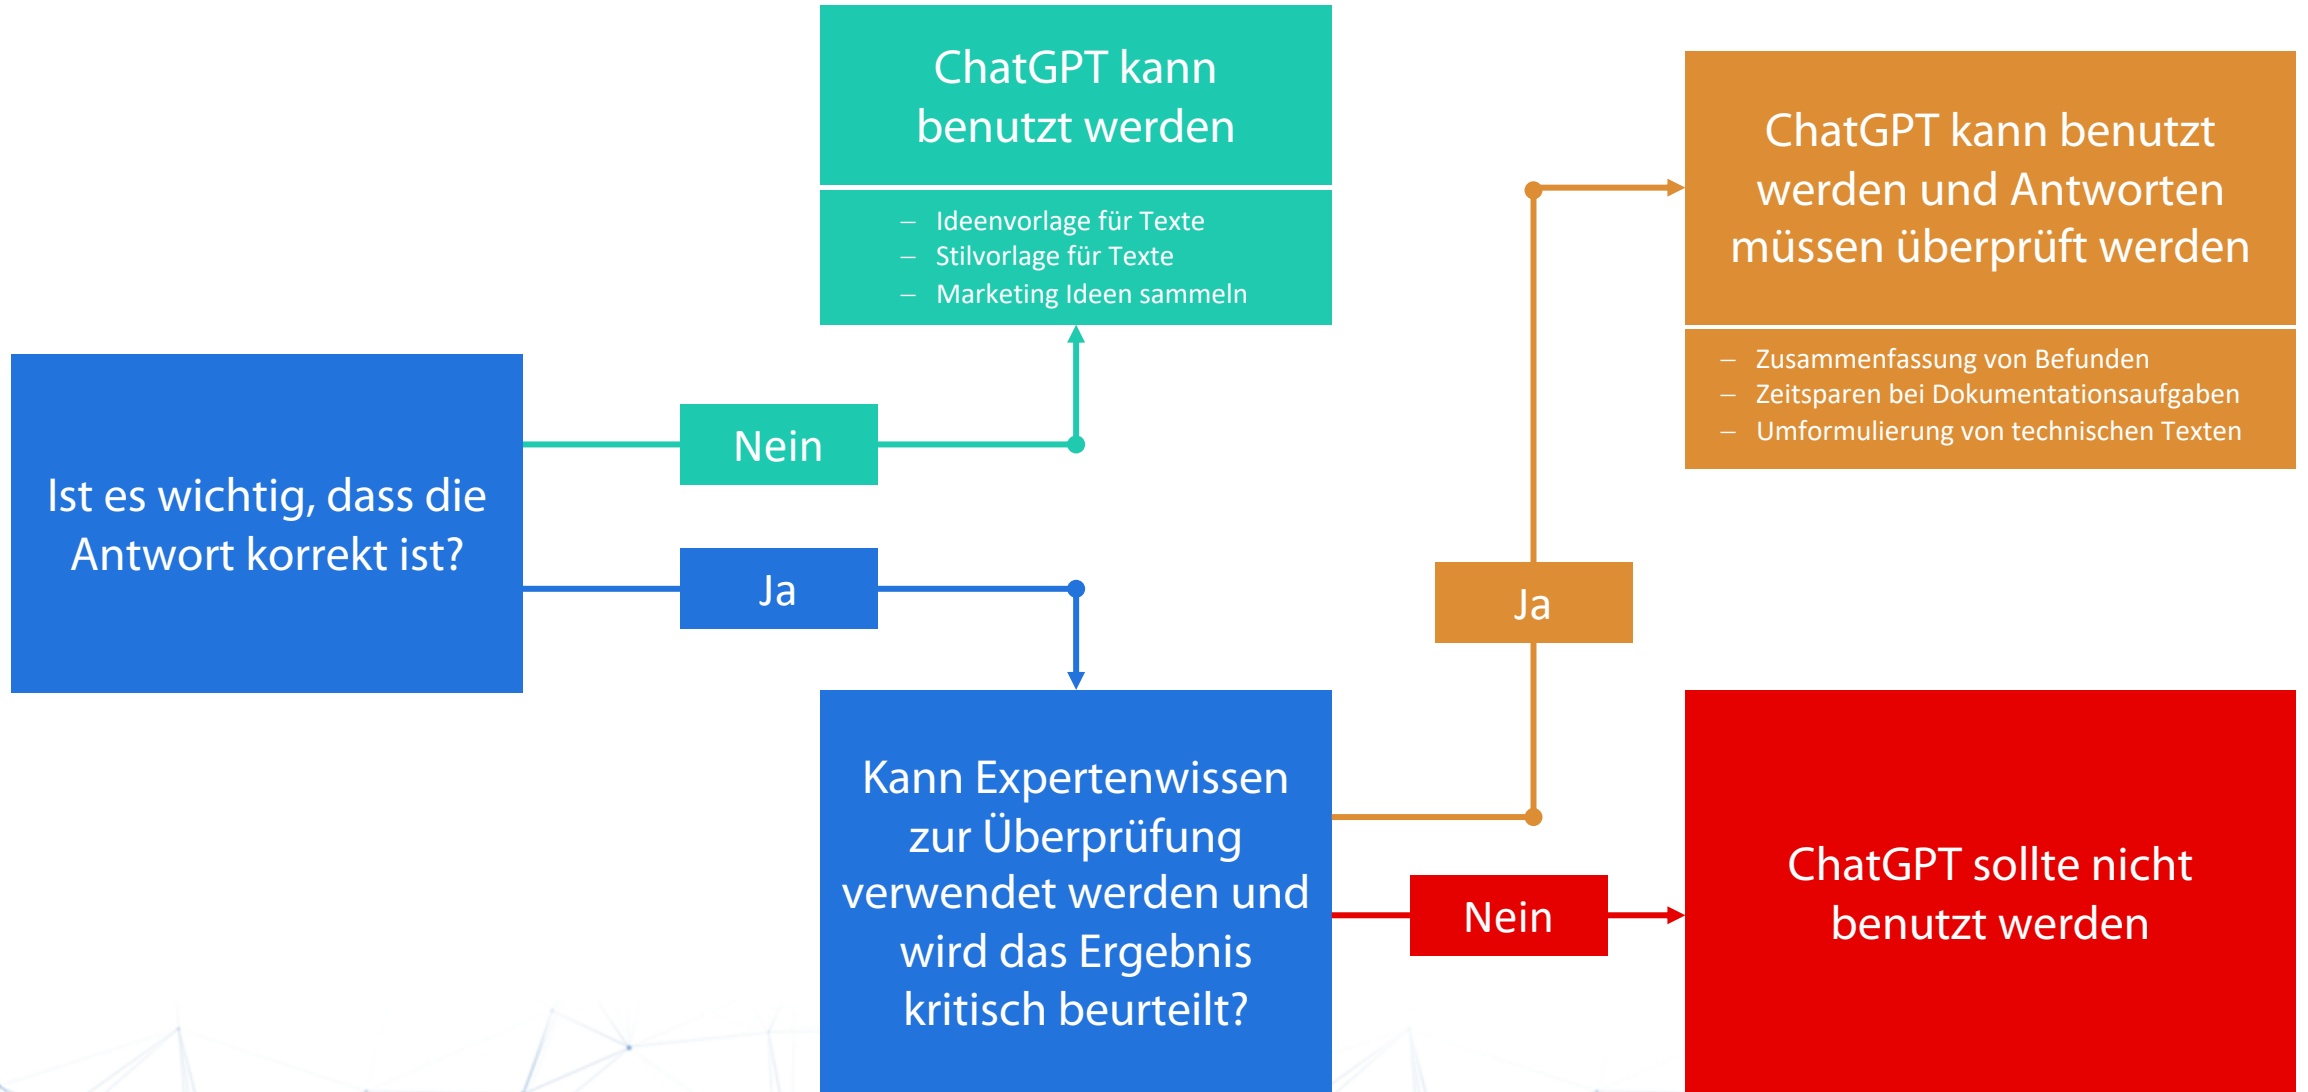 ChatGPT kann
benutzt werden
– Ideenvorlage für Texte
– Stilvorlage für Texte
– Marketing Ideen sammeln
ChatGPT kann benutzt
werden und Antworten
müssen überprüft werden
– Zusammenfassung von Befunden
– Zeitsparen bei Dokumentationsaufgaben
– Umformulierung von technischen Texten
Ist es wichtig, dass die
Antwort korrekt ist?
Nein
Ja
Ja
Kann Expertenwissen
zur Überprüfung
verwendet werden und
wird das Ergebnis
kritisch beurteilt?
Nein
ChatGPT sollte nicht
benutzt werden